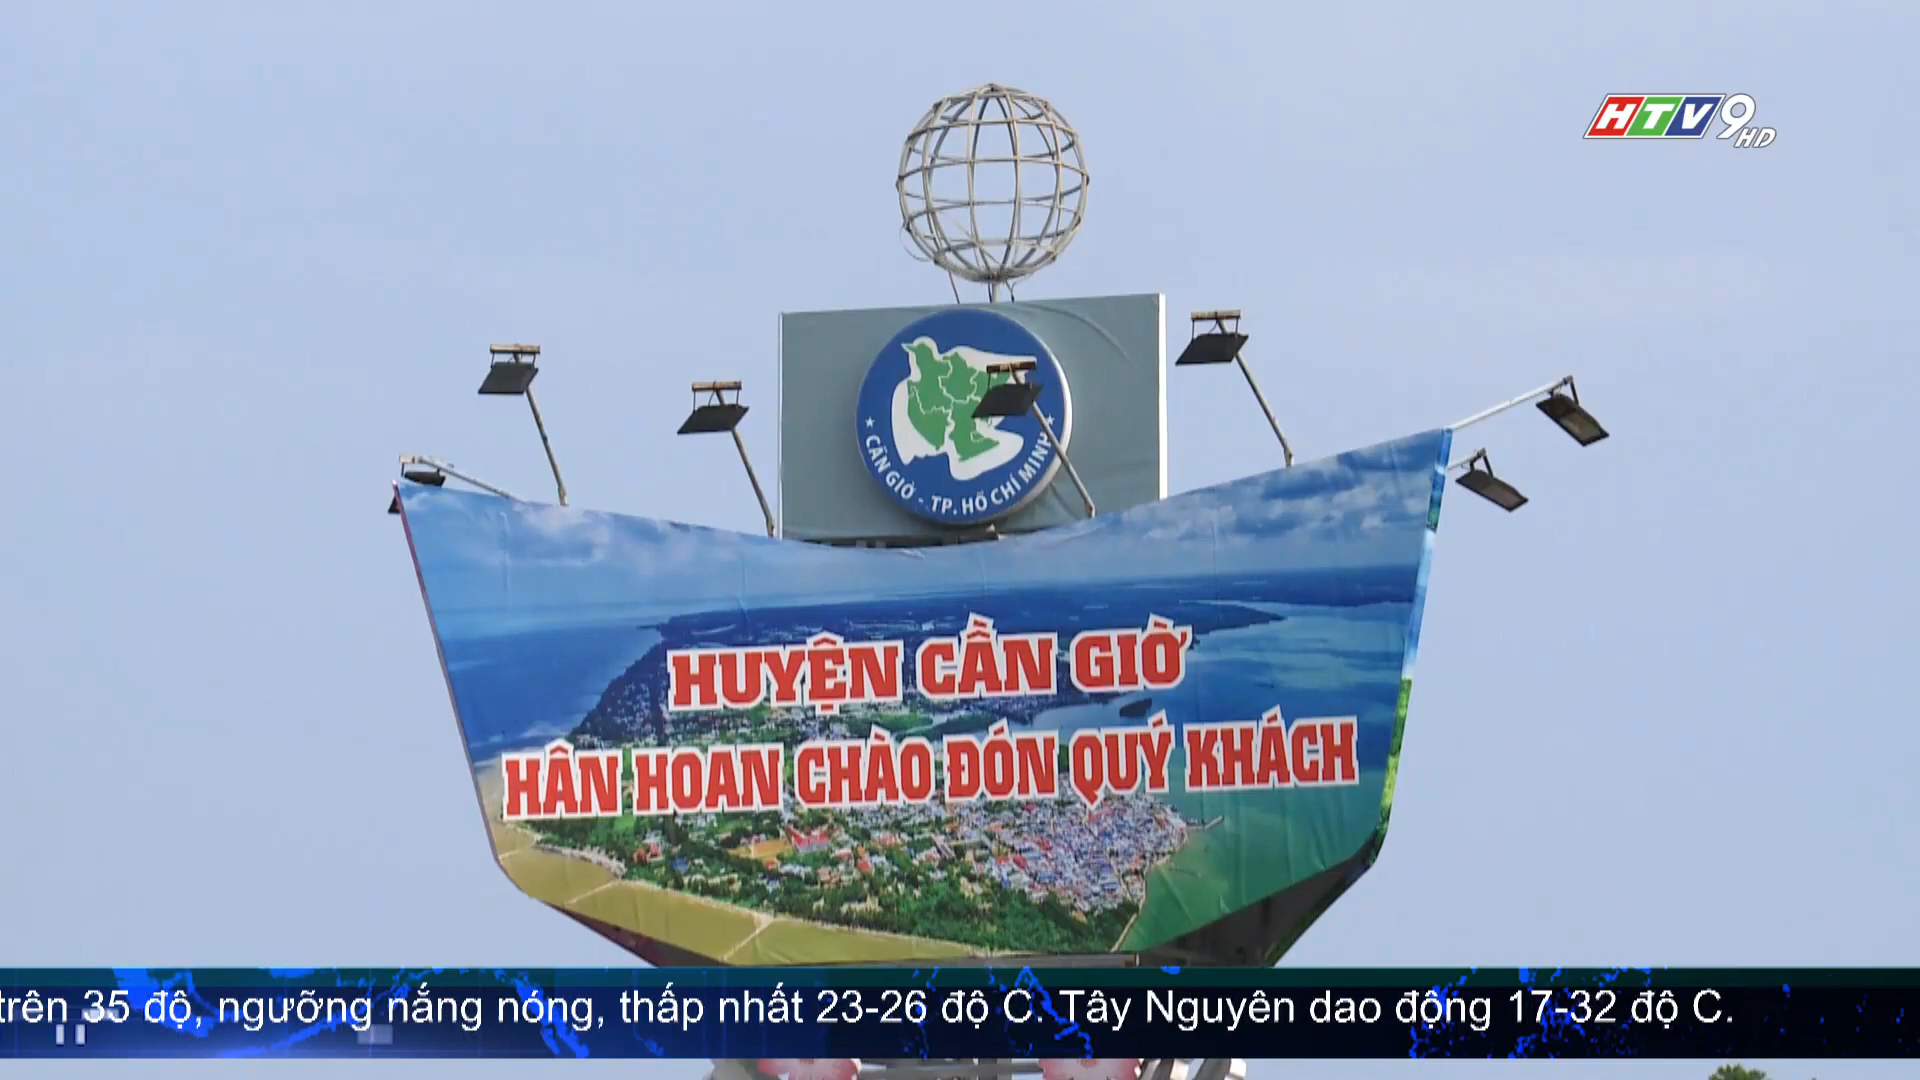 HTV9 HD
CẦN GIỜ - TP. HỒ CHÍ MINH
HUYỆN CẦN GIỜ
HÂN HOAN CHÀO ĐÓN QUÝ KHÁCH
trên 35 độ, ngưỡng nắng nóng, thấp nhất 23-26 độ C. Tây Nguyên dao động 17-32 độ C.